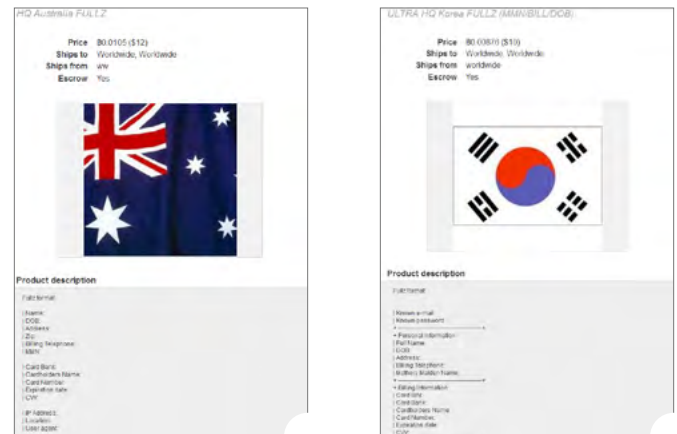 HQ Australia FULLZ
Price ฿0.0105 ($12)
Ships to Worldwide, Worldwide
Ships from ww
Escrow Yes
Product description
Fullz format:
| Name:
| DOB:
| Address:
| Zip:
| Billing Telephone:
| MMN:
| Card Bank:
| Cardholders Name:
| Card Number:
| Expiration date:
| CVV:
| IP Address:
| Location:
| User agent:
ULTRA HQ Korea FULLZ (MMN/BILL/DOB)
Price ($10)
Ships to Worldwide, Worldwide
Ships from worldwide
Escrow Yes
Product description
Fullz format:
| Known e-mail:
| Known password:
+ Personal Information
| Full Name:
| DOB:
| Address:
| Billing Telephone:
| Mothers Maiden Name:
+ Billing Information
| Card BIN:
| Card Bank:
| Cardholders Name:
| Card Number:
| Expiration date:
| CVV: